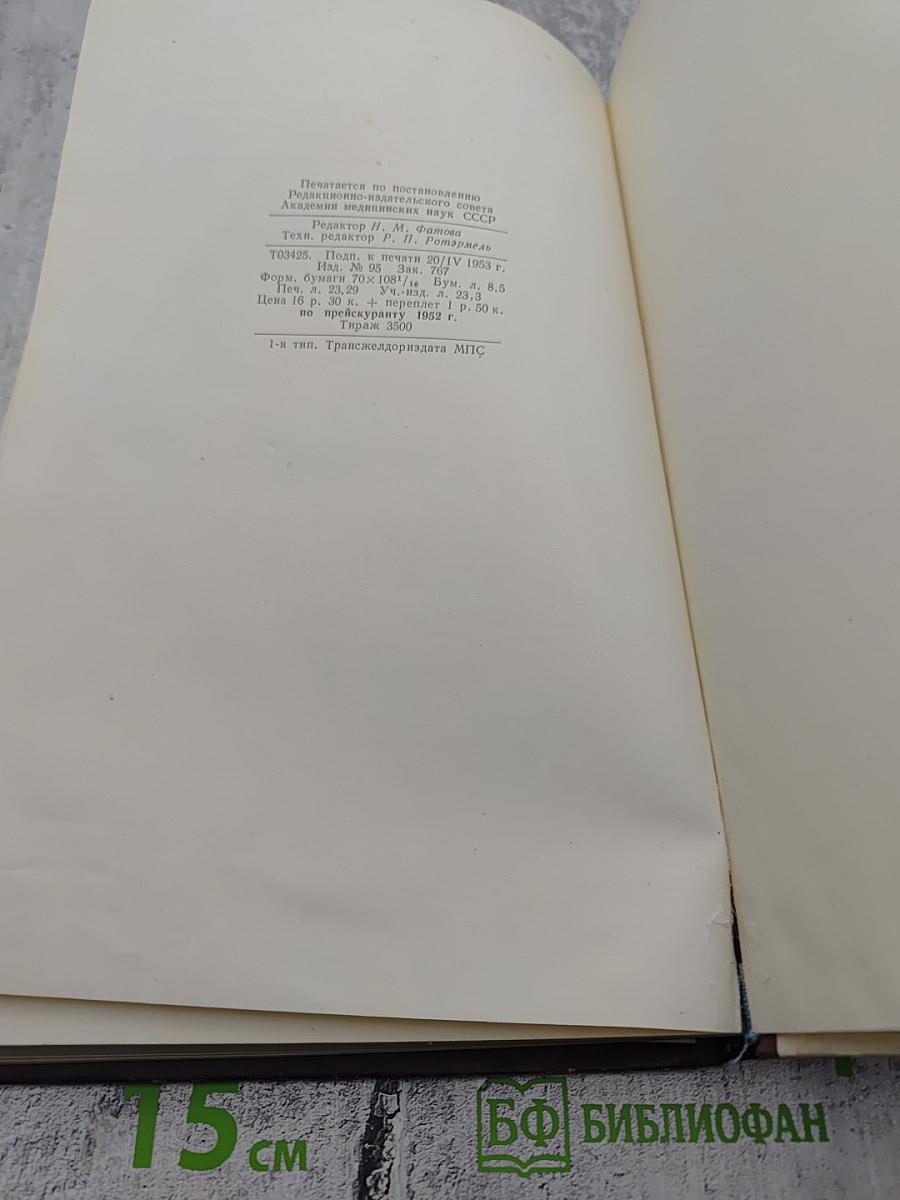 Печатается по постановлению
Редакционно-издательского совета
Академии медицинских наук СССР
Редактор Н. М. Фатова
Техн. редактор Р. П. Ротэрмель
Т03425. Подп. к печати 20/IV 1953 г.
Изд. № 95 Зак. 767
Форм. бумаги 70×108¹/₁₆ Бум. л. 8,5
Печ. л. 23,29 Уч.-изд. л. 23,3
Цена 16 р. 30 к. + переплет 1 р. 50 к.
по прейскуранту 1952 г.
Тираж 3500
1-я тип. Трансжелдориздата МПС
15 см
БФ БИБЛИОФАН